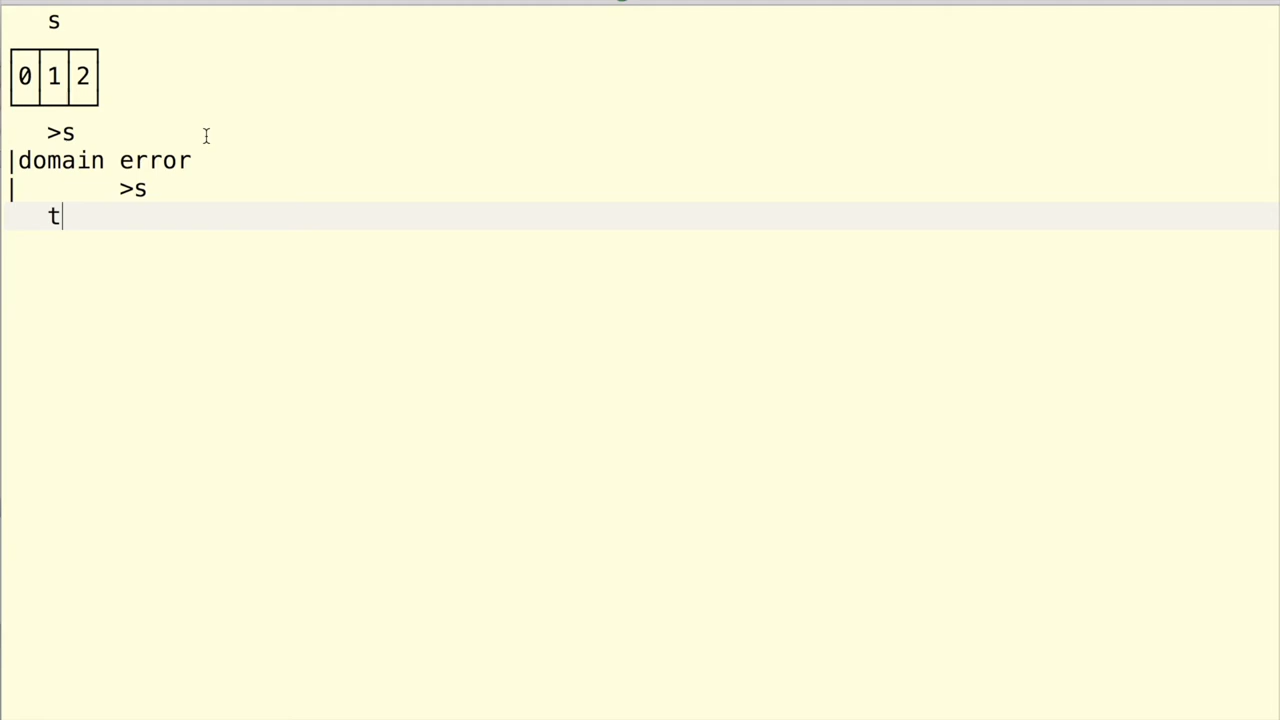 s
0 1 2
>s
|domain error
| >s
t